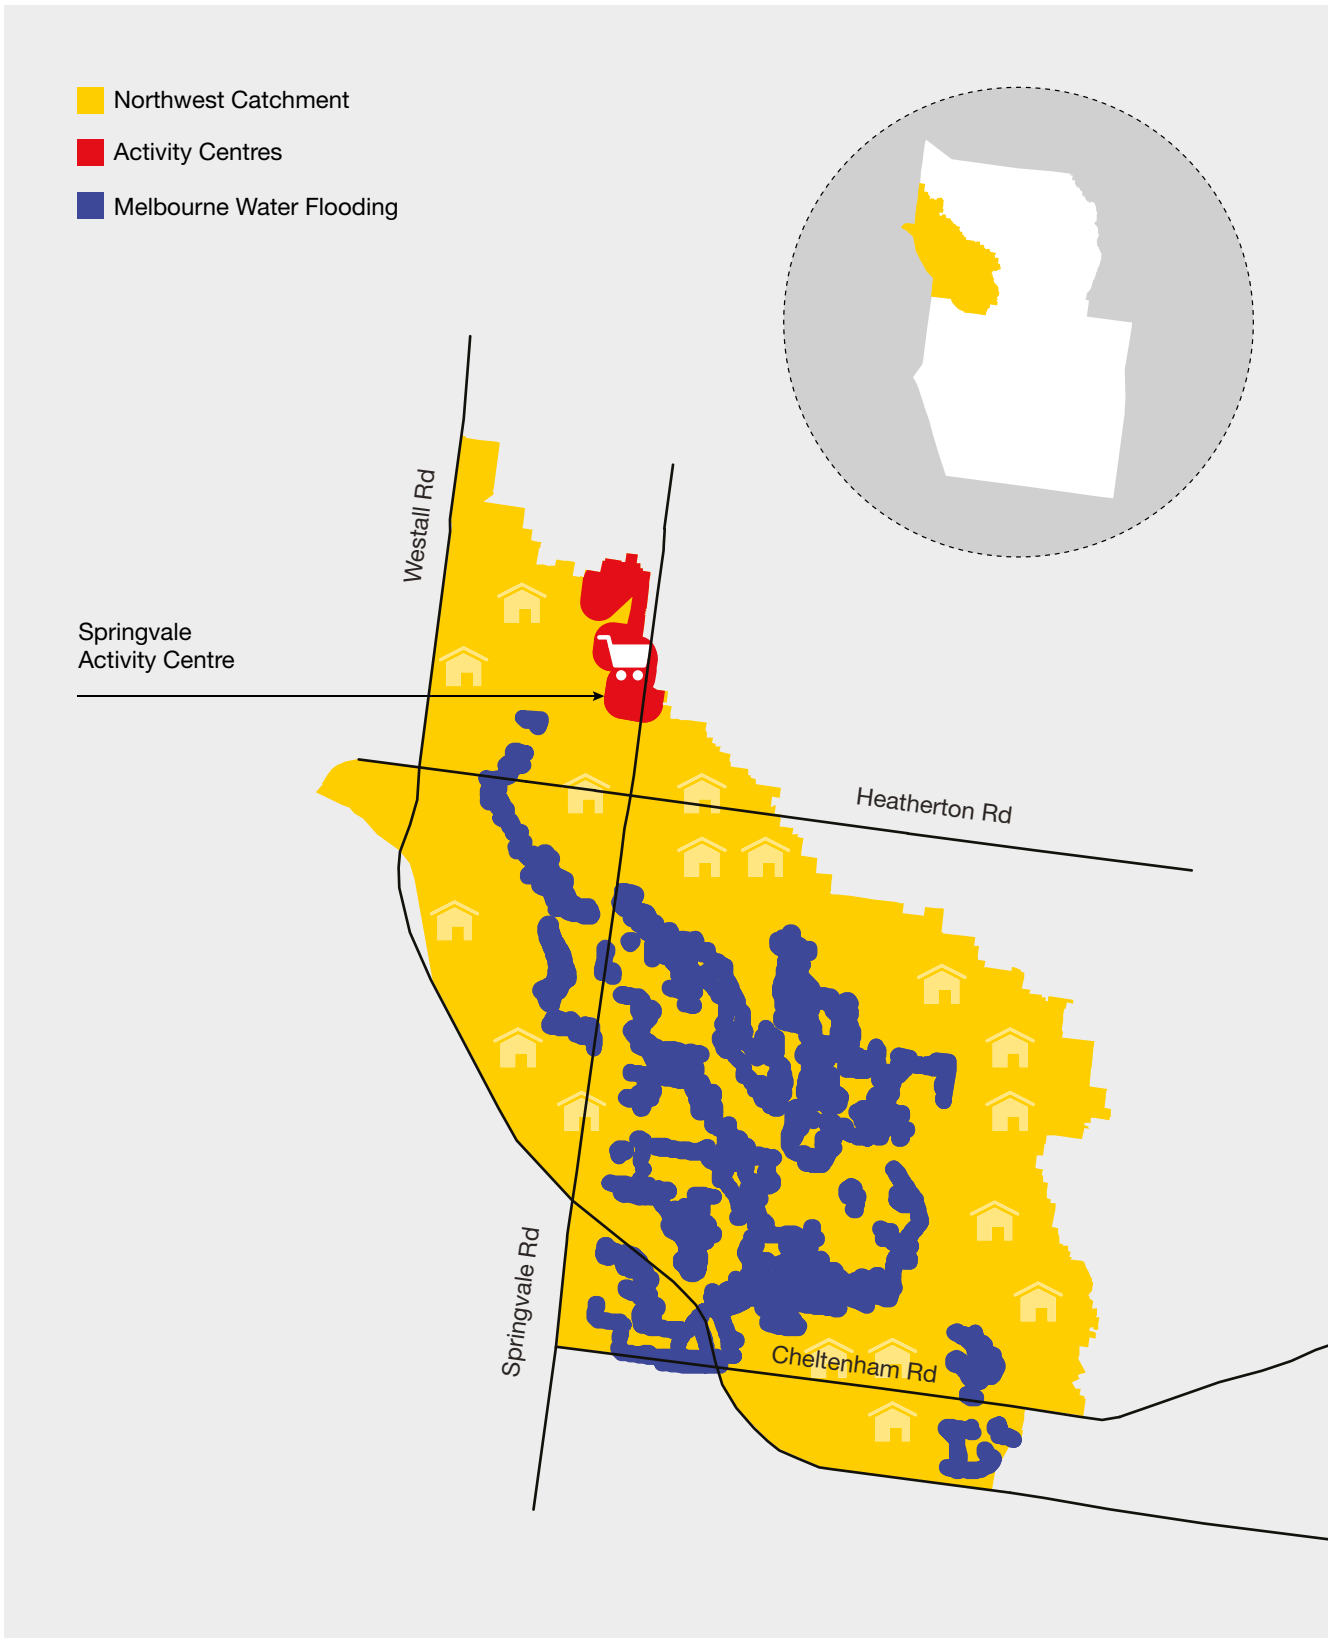 Northwest Catchment
Activity Centres
Melbourne Water Flooding
Westall Rd
Springvale
Activity Centre
Heatherton Rd
Springvale Rd
Cheltenham Rd